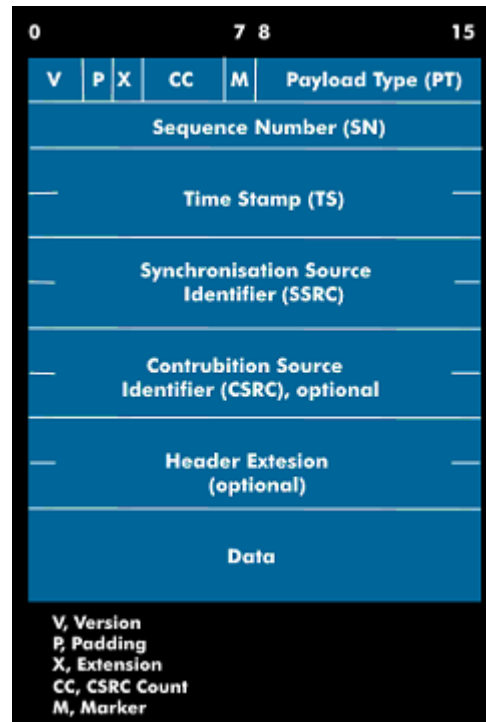 0 7 8 15
V P X CC M Payload Type (PT)
Sequence Number (SN)
Time Stamp (TS)
Synchronisation Source
Identifier (SSRC)
Contrubition Source
Identifier (CSRC), optional
Header Extesion
(optional)
Data
V, Version
P, Padding
X, Extension
CC, CSRC Count
M, Marker